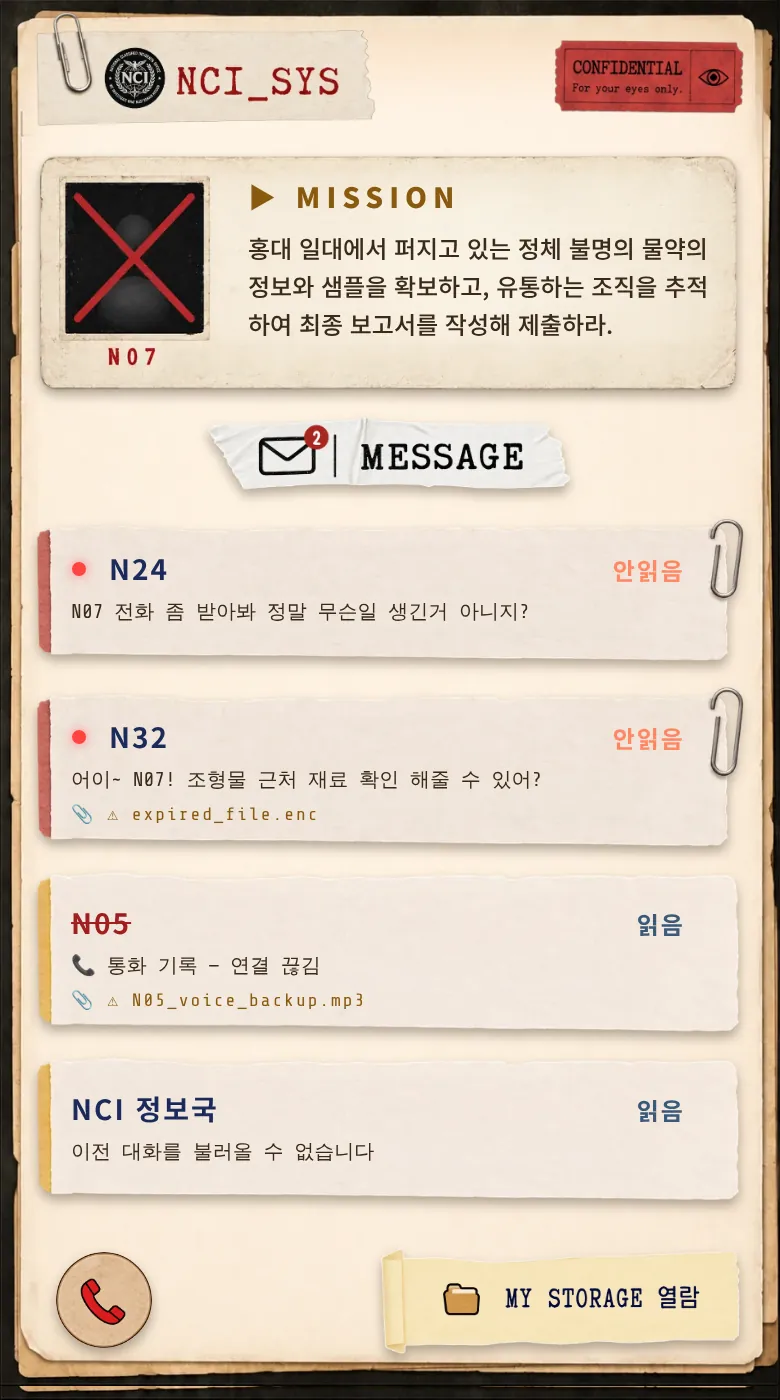 NCI
NCI_SYS
CONFIDENTIAL
For your eyes only.
▶ MISSION
홍대 일대에서 퍼지고 있는 정체 불명의 물약의
정보와 샘플을 확보하고, 유통하는 조직을 추적
하여 최종 보고서를 작성해 제출하라.
N07
2
MESSAGE
N24
안읽음
N07 전화 좀 받아봐 정말 무슨일 생긴거 아니지?
N32
안읽음
어이~ N07! 조형물 근처 재료 확인 해줄 수 있어?
📎 ⚠ expired_file.enc
N05
읽음
📞 통화 기록 – 연결 끊김
📎 ⚠ N05_voice_backup.mp3
NCI 정보국
읽음
이전 대화를 불러올 수 없습니다
MY STORAGE 열람